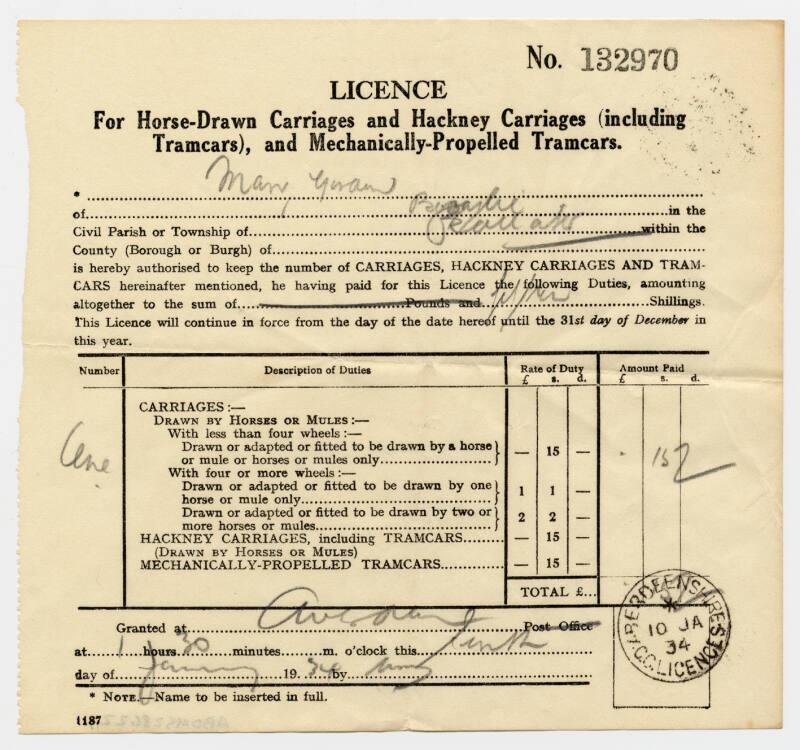 No. 132970
LICENCE
For Horse-Drawn Carriages and Hackney Carriages (including
Tramcars), and Mechanically-Propelled Tramcars.
* Mary Gordon
of in the
Civil Parish or Township of within the
County (Borough or Burgh) of
is hereby authorised to keep the number of CARRIAGES, HACKNEY CARRIAGES AND TRAM-
CARS hereinafter mentioned, he having paid for this Licence the following Duties, amounting
altogether to the sum of Pounds and fifteen Shillings.
This Licence will continue in force from the day of the date hereof until the 31st day of December in
this year.
Number Description of Duties Rate of Duty Amount Paid
£ s. d. £ s. d.
CARRIAGES :—
DRAWN BY HORSES OR MULES :—
With less than four wheels :—
Drawn or adapted or fitted to be drawn by a horse
or mule or horses or mules only — 15 —
One 15
With four or more wheels :—
Drawn or adapted or fitted to be drawn by one
horse or mule only 1 1 —
Drawn or adapted or fitted to be drawn by two or
more horses or mules 2 2 —
HACKNEY CARRIAGES, including TRAMCARS — 15 —
(DRAWN BY HORSES OR MULES)
MECHANICALLY-PROPELLED TRAMCARS — 15 —
TOTAL £...
Granted at Aberdeen Post Office
at 1 hours 30 minutes m. o'clock this tenth
day of January 1934 by
* NOTE.—Name to be inserted in full.
1187
ABERDEENSHIRE
10 JA
34
C.C. LICENCES